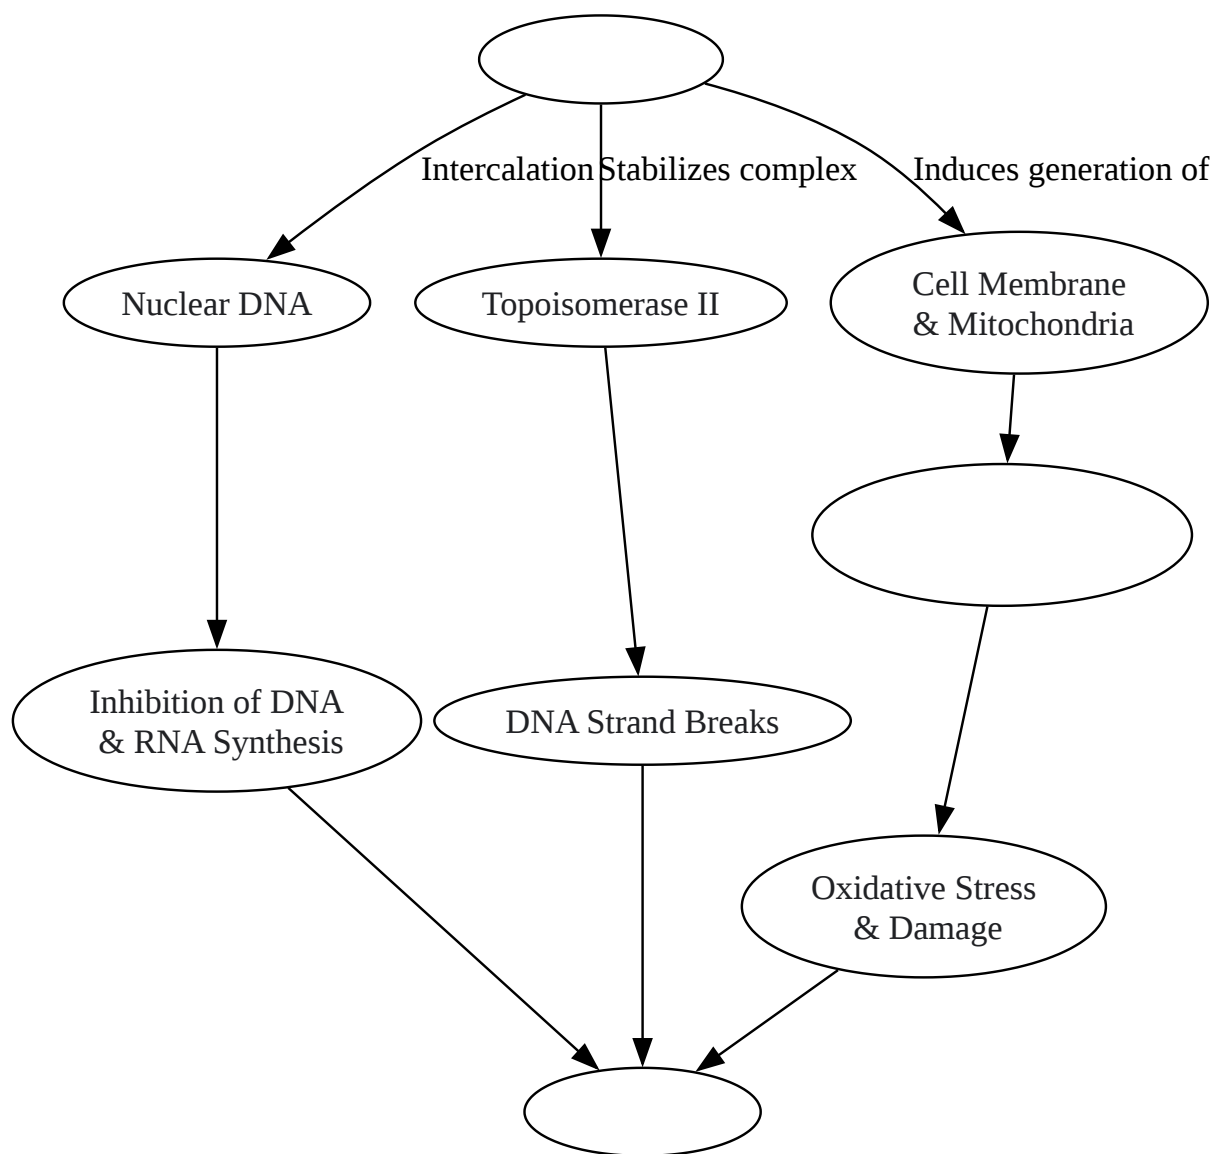 Intercalation
Stabilizes complex
Induces generation of
Nuclear DNA
Topoisomerase II
Cell Membrane
& Mitochondria
Inhibition of DNA
& RNA Synthesis
DNA Strand Breaks
Oxidative Stress
& Damage